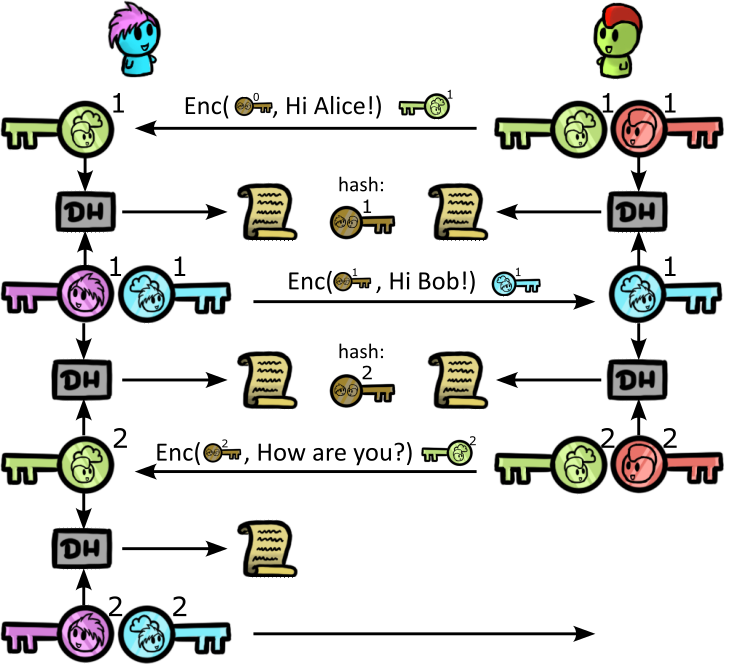 1 Enc( 0 , Hi Alice!) 1 1 1
hash:
DH 1 DH
1 1 Enc( 1 , Hi Bob!) 1 1
hash:
DH 2 DH
2 Enc( 2 , How are you?) 2 2 2
DH
2 2